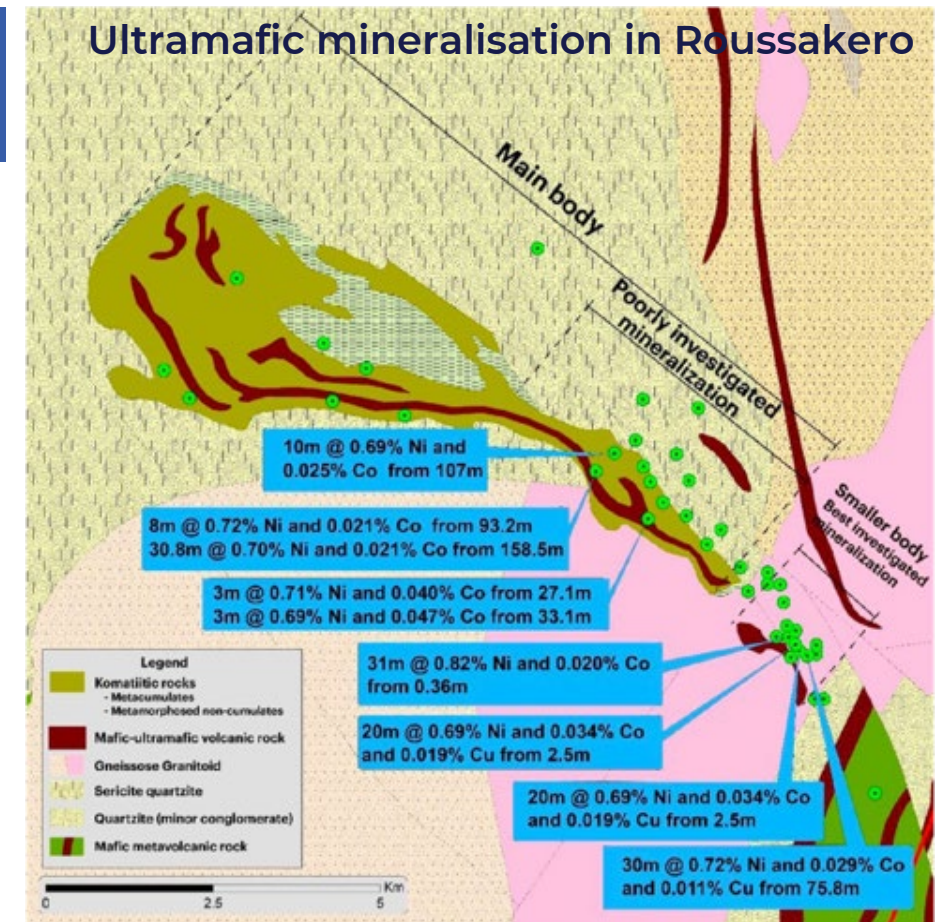 Ultramafic mineralisation in Roussakero
Main body
Poorly investigated
mineralization
Smaller body
Best investigated
mineralization
10m @ 0.69% Ni and
0.025% Co from 107m
8m @ 0.72% Ni and 0.021% Co from 93.2m
30.8m @ 0.70% Ni and 0.021% Co from 158.5m
3m @ 0.71% Ni and 0.040% Co from 27.1m
3m @ 0.69% Ni and 0.047% Co from 33.1m
31m @ 0.82% Ni and 0.020% Co
from 0.36m
20m @ 0.69% Ni and 0.034% Co
and 0.019% Cu from 2.5m
20m @ 0.69% Ni and 0.034% Co
and 0.019% Cu from 2.5m
30m @ 0.72% Ni and 0.029% Co
and 0.011% Cu from 75.8m
Legend
Komatiitic rocks
- Metacumulates
- Metamorphosed non-cumulates
Mafic-ultramafic volcanic rock
Gneissose Granitoid
Sericite quartzite
Quartzite (minor conglomerate)
Mafic metavolcanic rock
Km
0 2.5 5